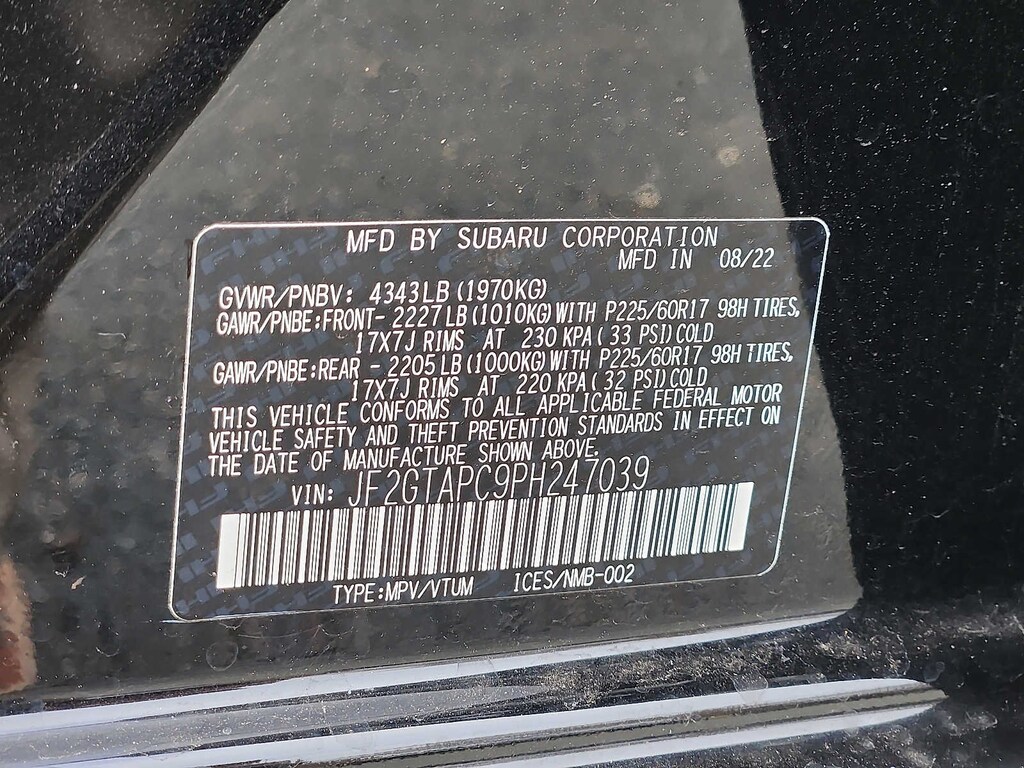 MFD BY SUBARU CORPORATION
MFD IN 08/22
GVWR/PNBV: 4343LB (1970KG)
GAWR/PNBE:FRONT- 2227LB (1010KG) WITH P225/60R17 98H TIRES,
17X7J RIMS AT 230 KPA ( 33 PSI) COLD
GAWR/PNBE:REAR - 2205LB (1000KG) WITH P225/60R17 98H TIRES,
17X7J RIMS AT 220 KPA ( 32 PSI) COLD
THIS VEHICLE CONFORMS TO ALL APPLICABLE FEDERAL MOTOR
VEHICLE SAFETY AND THEFT PREVENTION STANDARDS IN EFFECT ON
THE DATE OF MANUFACTURE SHOWN ABOVE.
VIN: JF2GTAPC9PH247039
TYPE:MPV/VTUM ICES/NMB-002